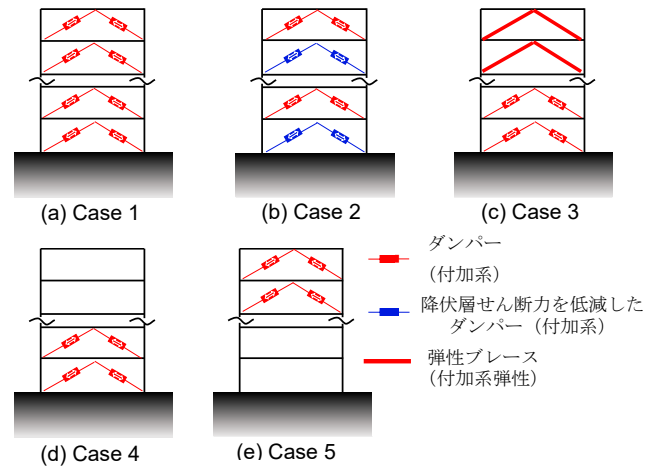 (a) Case 1
(b) Case 2
(c) Case 3
(d) Case 4
(e) Case 5
ダンパー
(付加系)
降伏層せん断力を低減した
ダンパー（付加系）
弾性ブレース
(付加系弾性)